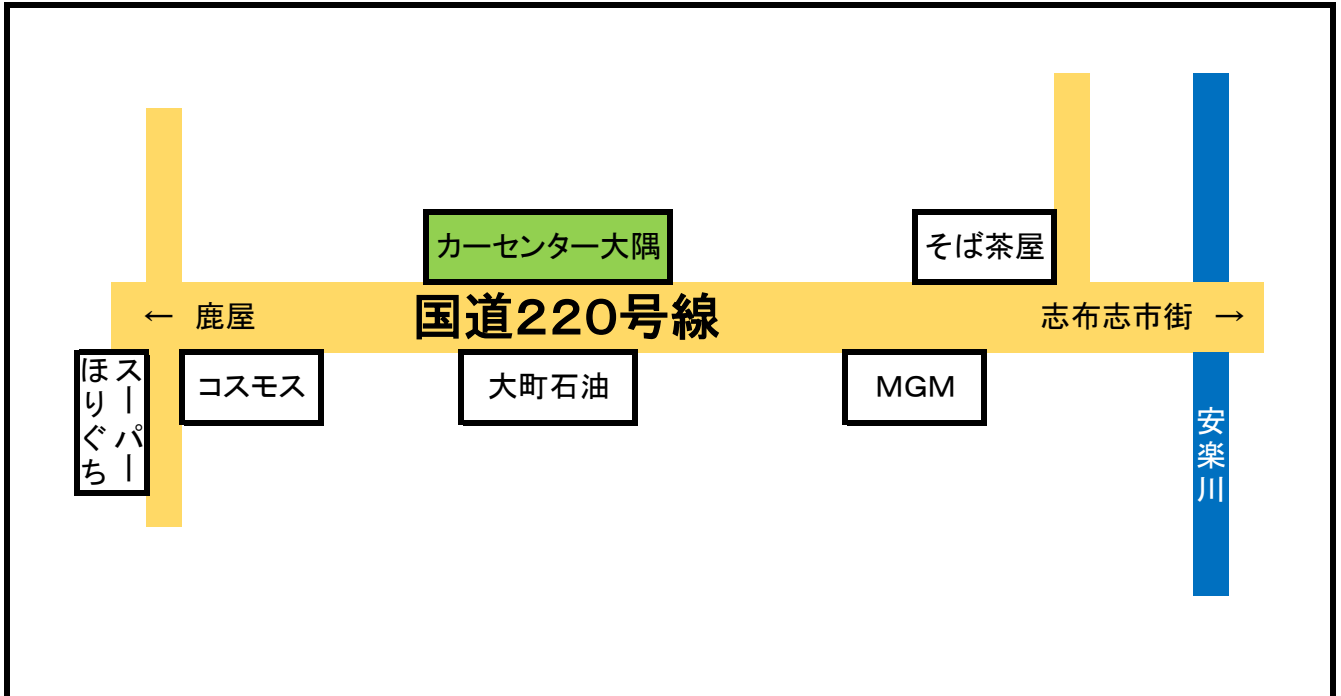 カーセンター大隅
そば茶屋
← 鹿屋
国道220号線
志布志市街 →
スーパー
ほりぐち
コスモス
大町石油
MGM
安楽川